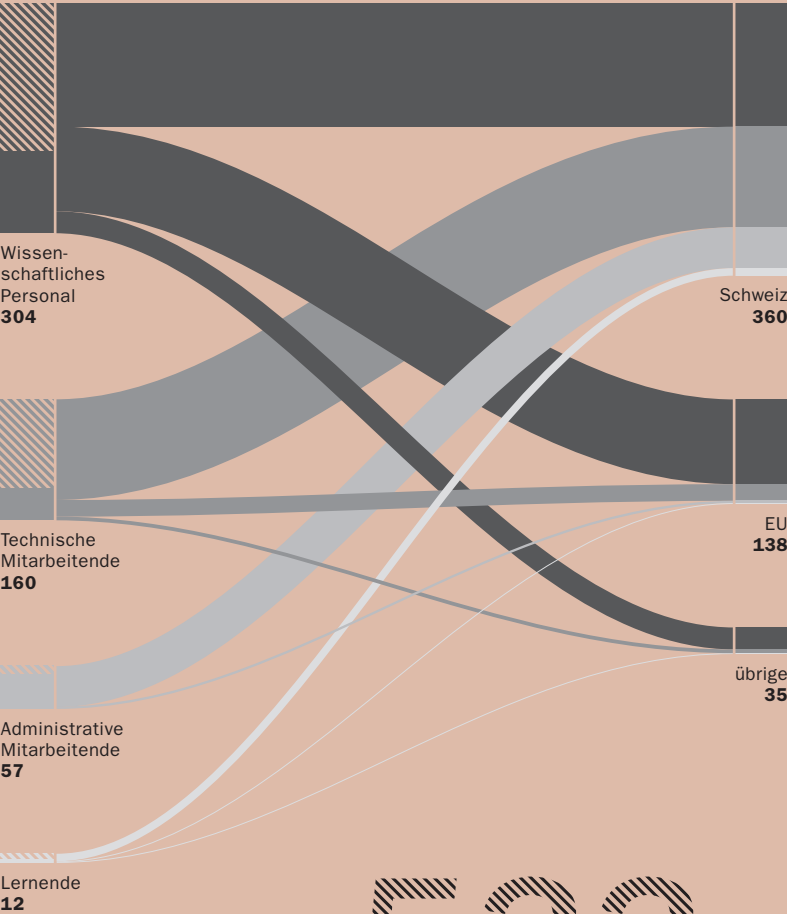 Wissen-
schaftliches
Personal
304
Schweiz
360
Technische
Mitarbeitende
160
EU
138
Administrative
Mitarbeitende
57
übrige
35
Lernende
12